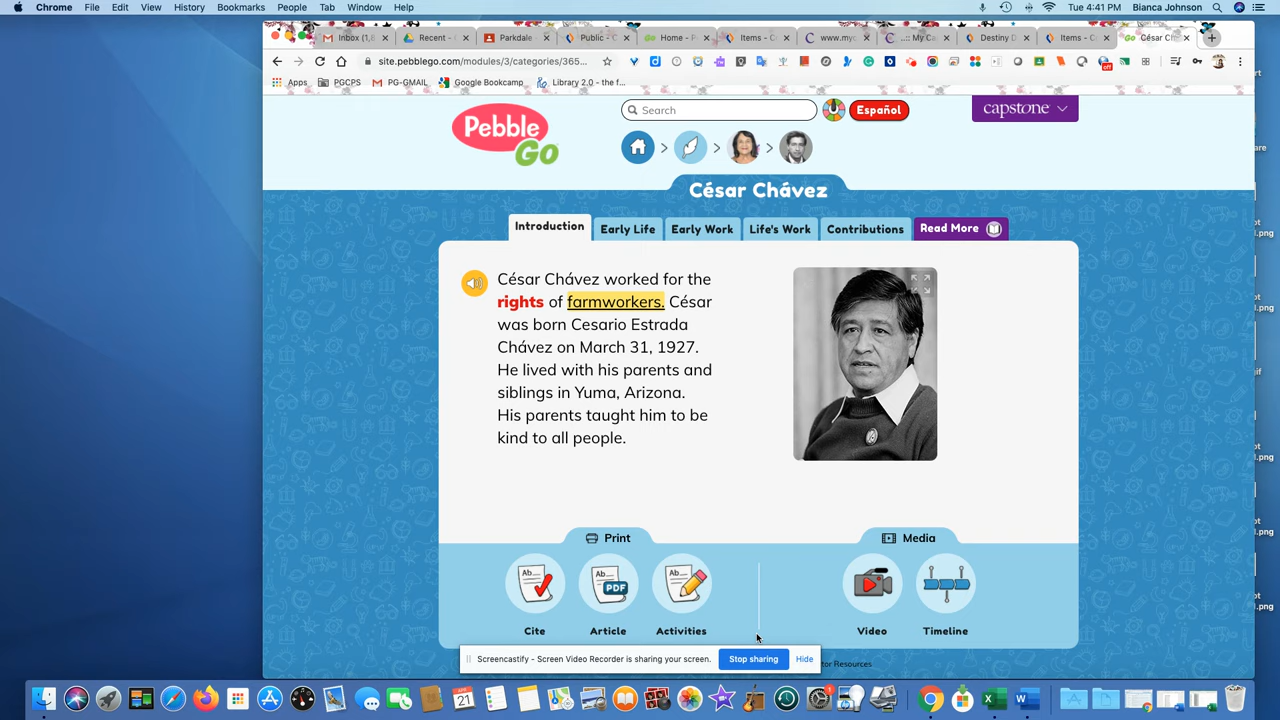 Chrome File Edit View History Bookmarks People Tab Window Help Tue 4:41 PM Bianca Johnson
Inbox (1,8 Recent - Parkdale Public - C Home - P Items - C www.myc ..:: My Ca Destiny D Items - C César Ch
site.pebblego.com/modules/3/categories/365...
Apps PGCPS PG-GMAIL Google Bookcamp Library 2.0 - the f...
Pebble Go
Search
Español
capstone
César Chávez
Introduction Early Life Early Work Life's Work Contributions Read More
César Chávez worked for the
rights of farmworkers. César
was born Cesario Estrada
Chávez on March 31, 1927.
He lived with his parents and
siblings in Yuma, Arizona.
His parents taught him to be
kind to all people.
Print
Media
Cite
Article
Activities
Video
Timeline
Screencastify - Screen Video Recorder is sharing your screen. Stop sharing Hide
tor Resources